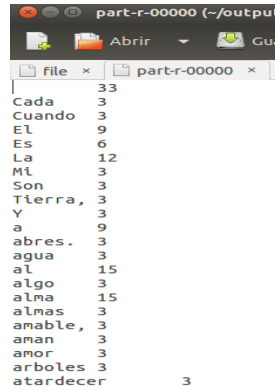 part-r-00000 (~/output
Abrir Gua
file × part-r-00000 ×
33
Cada 3
Cuando 3
El 9
Es 6
La 12
Mi 3
Son 3
Tierra, 3
Y 3
a 9
abres. 3
agua 3
al 15
algo 3
alma 15
almas 3
amable, 3
aman 3
amor 3
arboles 3
atardecer 3